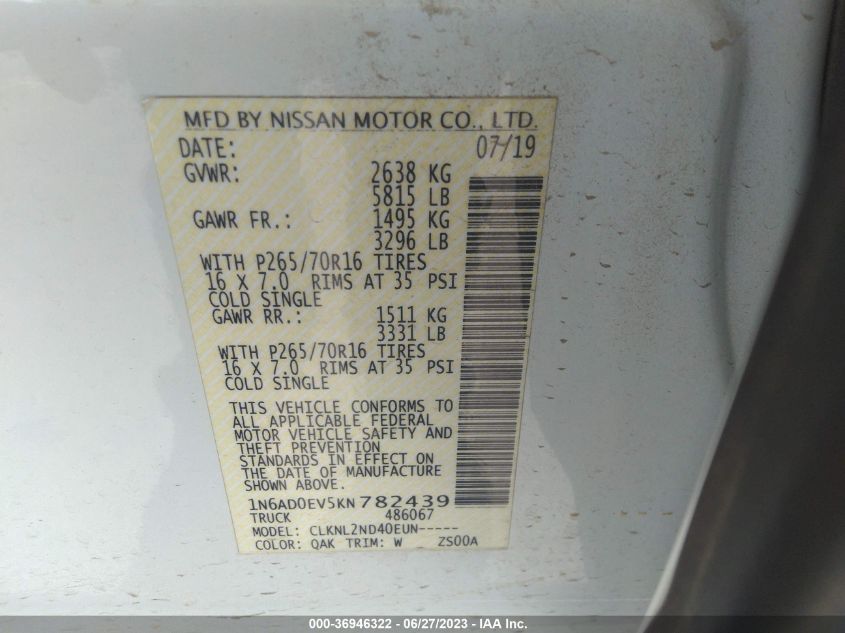 MFD BY NISSAN MOTOR CO., LTD.
DATE: 07/19
GVWR: 2638 KG
5815 LB
GAWR FR.: 1495 KG
3296 LB
WITH P265/70R16 TIRES
16 X 7.0 RIMS AT 35 PSI
COLD SINGLE
GAWR RR.: 1511 KG
3331 LB
WITH P265/70R16 TIRES
16 X 7.0 RIMS AT 35 PSI
COLD SINGLE
THIS VEHICLE CONFORMS TO
ALL APPLICABLE FEDERAL
MOTOR VEHICLE SAFETY AND
THEFT PREVENTION
STANDARDS IN EFFECT ON
THE DATE OF MANUFACTURE
SHOWN ABOVE.
1N6AD0EV5KN782439
TRUCK 486067
MODEL: CLKNL2ND40EUN-----
COLOR: QAK TRIM: W ZS00A
000-36946322 - 06/27/2023 - IAA Inc.